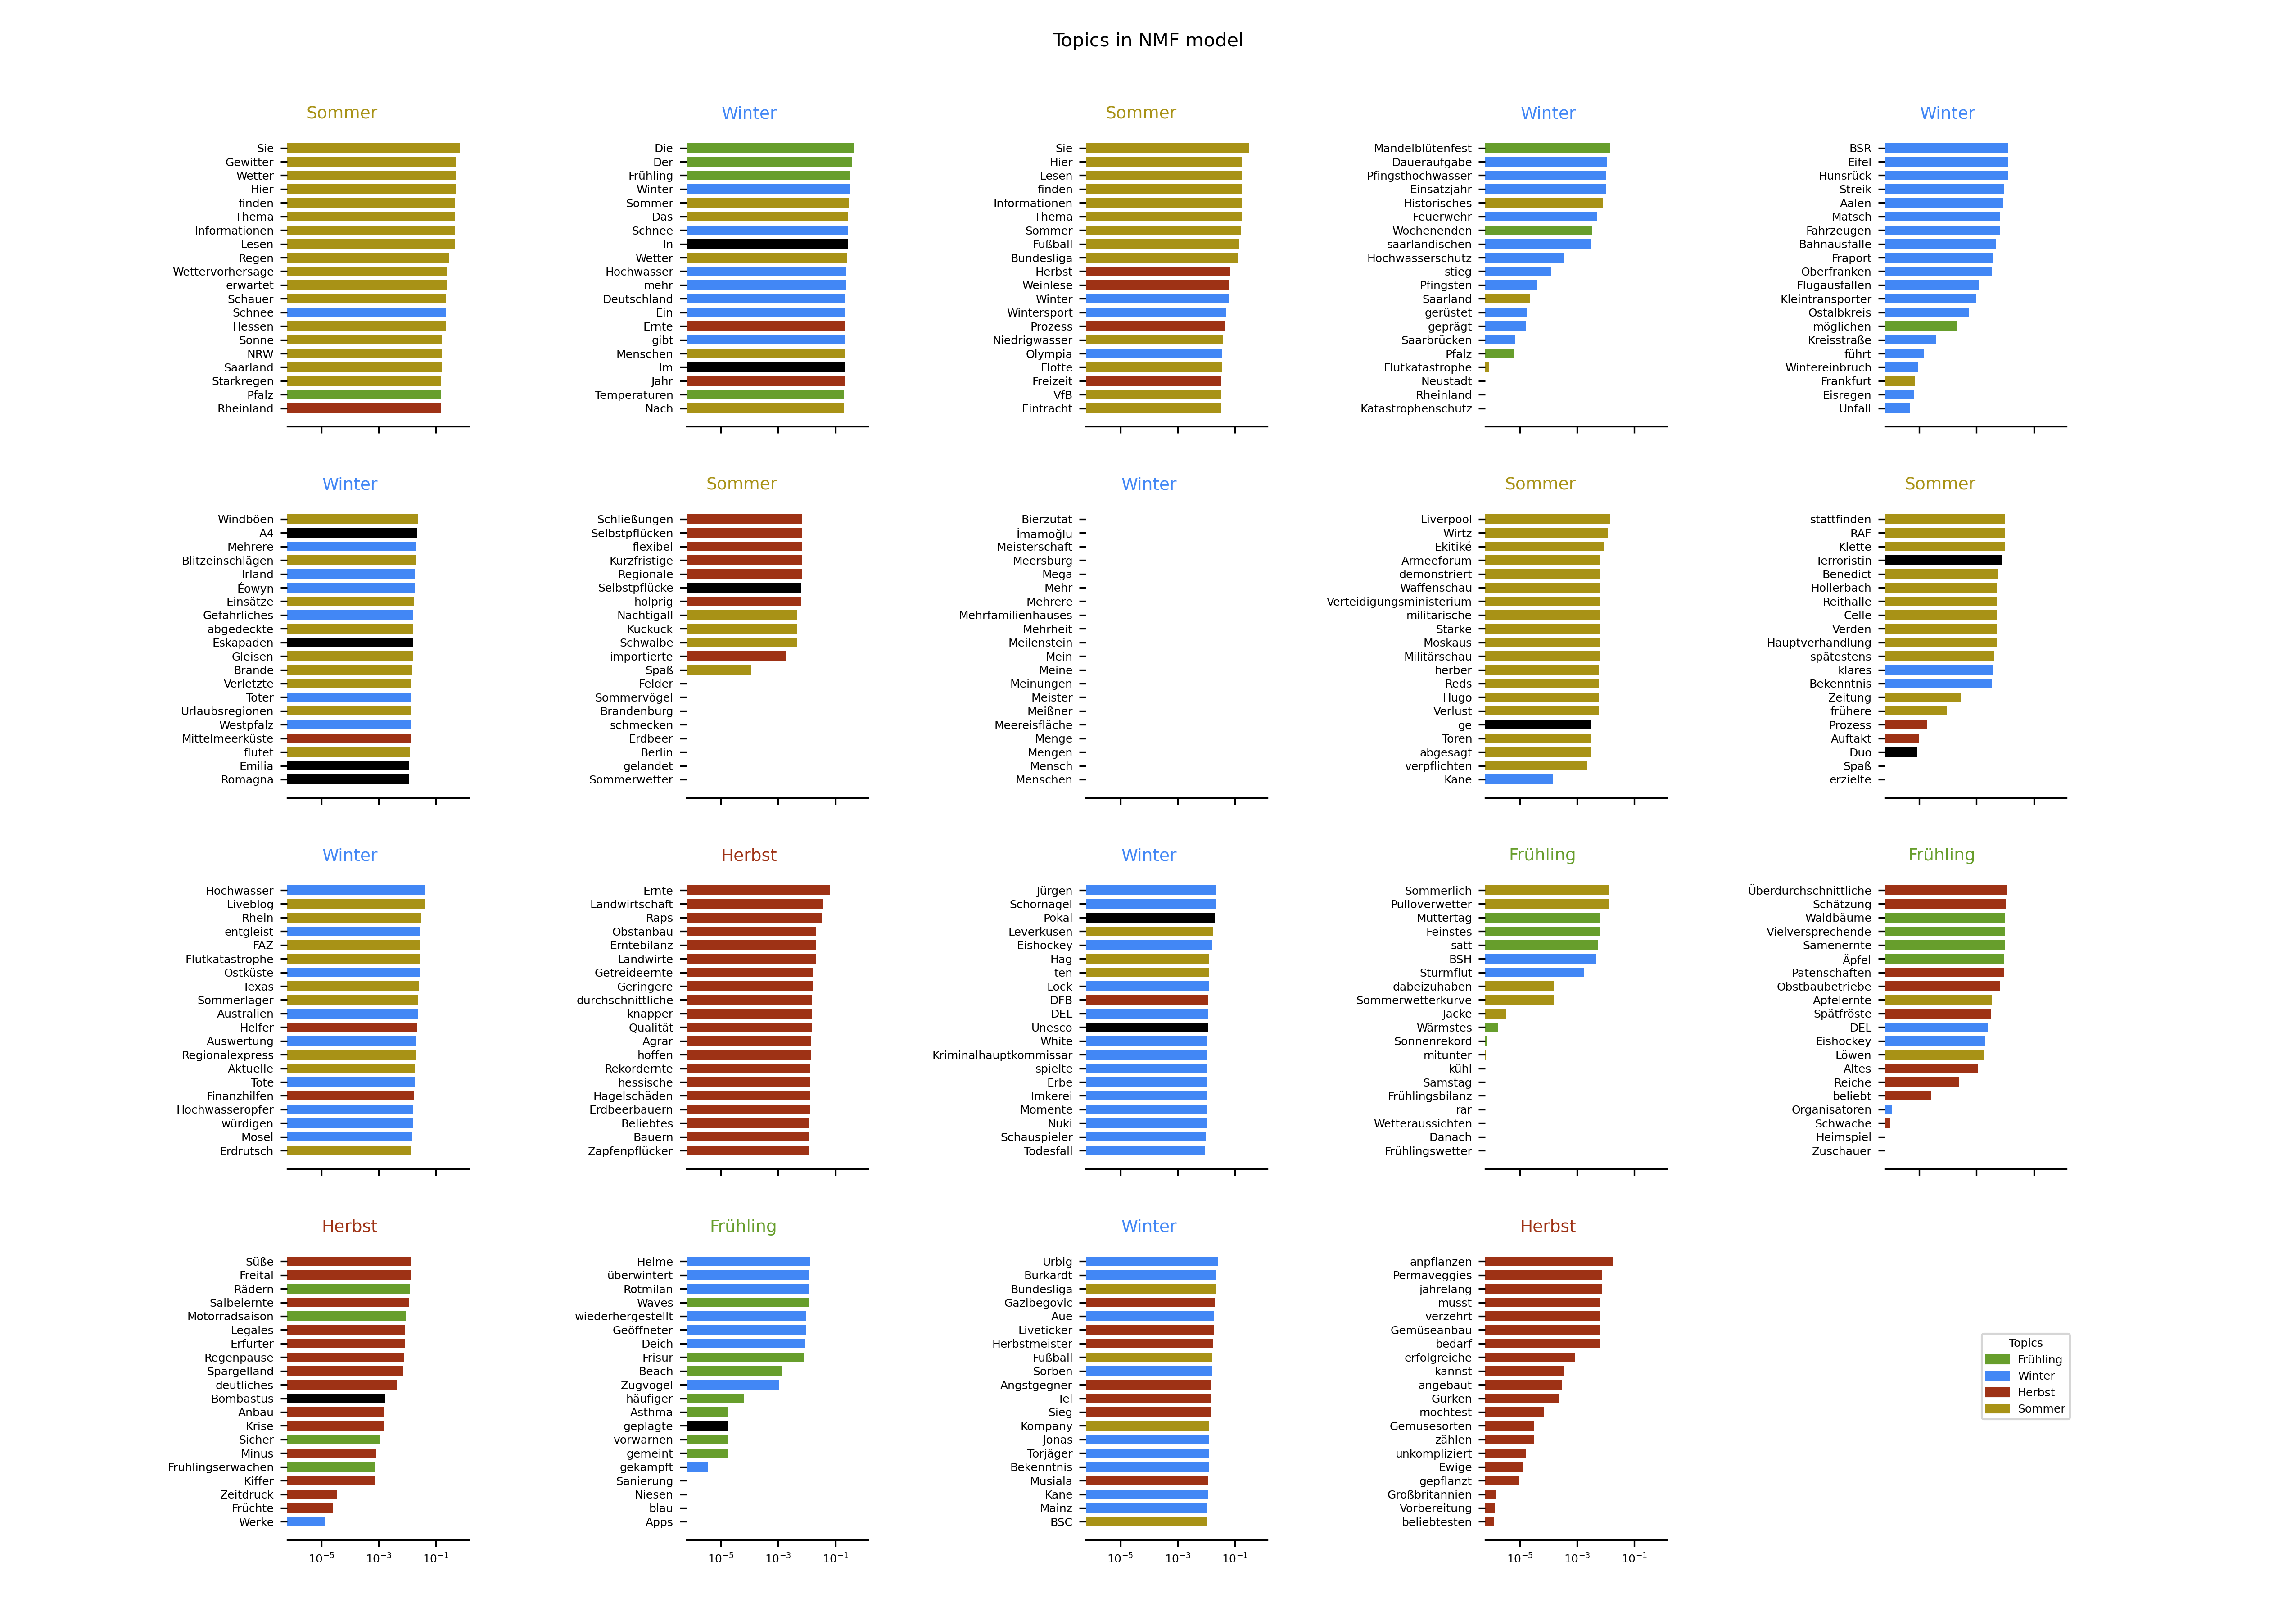 Topics in NMF model
Sommer
Sie
Gewitter
Wetter
Hier
finden
Thema
Informationen
Lesen
Regen
Wettervorhersage
erwartet
Schauer
Schnee
Hessen
Sonne
NRW
Saarland
Starkregen
Pfalz
Rheinland
Winter
Die
Der
Frühling
Winter
Sommer
Das
Schnee
In
Wetter
Hochwasser
mehr
Deutschland
Ein
Ernte
gibt
Menschen
Im
Jahr
Temperaturen
Nach
Sommer
Sie
Hier
Lesen
finden
Informationen
Thema
Sommer
Fußball
Bundesliga
Herbst
Weinlese
Winter
Wintersport
Prozess
Niedrigwasser
Olympia
Flotte
Freizeit
VfB
Eintracht
Winter
Mandelblütenfest
Daueraufgabe
Pfingsthochwasser
Einsatzjahr
Historisches
Feuerwehr
Wochenenden
saarländischen
Hochwasserschutz
stieg
Pfingsten
Saarland
gerüstet
geprägt
Saarbrücken
Pfalz
Flutkatastrophe
Neustadt
Rheinland
Katastrophenschutz
Winter
BSR
Eifel
Hunsrück
Streik
Aalen
Matsch
Fahrzeugen
Bahnausfälle
Fraport
Oberfranken
Flugausfällen
Kleintransporter
Ostalbkreis
möglichen
Kreisstraße
führt
Wintereinbruch
Frankfurt
Eisregen
Unfall
Winter
Windböen
A4
Mehrere
Blitzeinschlägen
Irland
Éowyn
Einsätze
Gefährliches
abgedeckte
Eskapaden
Gleisen
Brände
Verletzte
Toter
Urlaubsregionen
Westpfalz
Mittelmeerküste
flutet
Emilia
Romagna
Sommer
Schließungen
Selbstpflücken
flexibel
Kurzfristige
Regionale
Selbstpflücke
holprig
Nachtigall
Kuckuck
Schwalbe
importierte
Spaß
Felder
Sommervögel
Brandenburg
schmecken
Erdbeer
Berlin
gelandet
Sommerwetter
Winter
Bierzutat
İmamoğlu
Meisterschaft
Meersburg
Mega
Mehr
Mehrere
Mehrfamilienhauses
Mehrheit
Meilenstein
Mein
Meine
Meinungen
Meister
Meißner
Meereisfläche
Menge
Mengen
Mensch
Menschen
Sommer
Liverpool
Wirtz
Ekitiké
Armeeforum
demonstriert
Waffenschau
Verteidigungsministerium
militärische
Stärke
Moskaus
Militärschau
herber
Reds
Hugo
Verlust
ge
Toren
abgesagt
verpflichten
Kane
Sommer
stattfinden
RAF
Klette
Terroristin
Benedict
Hollerbach
Reithalle
Celle
Verden
Hauptverhandlung
spätestens
klares
Bekenntnis
Zeitung
frühere
Prozess
Auftakt
Duo
Spaß
erzielte
Winter
Hochwasser
Liveblog
Rhein
entgleist
FAZ
Flutkatastrophe
Ostküste
Texas
Sommerlager
Australien
Helfer
Auswertung
Regionalexpress
Aktuelle
Tote
Finanzhilfen
Hochwasseropfer
würdigen
Mosel
Erdrutsch
Herbst
Ernte
Landwirtschaft
Raps
Obstanbau
Erntebilanz
Landwirte
Getreideernte
Geringere
durchschnittliche
knapper
Qualität
Agrar
hoffen
Rekordernte
hessische
Hagelschäden
Erdbeerbauern
Beliebtes
Bauern
Zapfenpflücker
Winter
Jürgen
Schornagel
Pokal
Leverkusen
Eishockey
Hag
ten
Lock
DFB
DEL
Unesco
White
Kriminalhauptkommissar
spielte
Erbe
Imkerei
Momente
Nuki
Schauspieler
Todesfall
Frühling
Sommerlich
Pulloverwetter
Muttertag
Feinstes
satt
BSH
Sturmflut
dabeizuhaben
Sommerwetterkurve
Jacke
Wärmstes
Sonnenrekord
mitunter
kühl
Samstag
Frühlingsbilanz
rar
Wetteraussichten
Danach
Frühlingswetter
Frühling
Überdurchschnittliche
Schätzung
Waldbäume
Vielversprechende
Samenernte
Äpfel
Patenschaften
Obstbaubetriebe
Apfelernte
Spätfröste
DEL
Eishockey
Löwen
Altes
Reiche
beliebt
Organisatoren
Schwache
Heimspiel
Zuschauer
Herbst
Süße
Freital
Rädern
Salbeiernte
Motorradsaison
Legales
Erfurter
Regenpause
Spargelland
deutliches
Bombastus
Anbau
Krise
Sicher
Minus
Frühlingserwachen
Kiffer
Zeitdruck
Früchte
Werke
10⁻⁵ 10⁻³ 10⁻¹
Frühling
Helme
überwintert
Rotmilan
Waves
wiederhergestellt
Geöffneter
Deich
Frisur
Beach
Zugvögel
häufiger
Asthma
geplagte
vorwarnen
gemeint
gekämpft
Sanierung
Niesen
blau
Apps
10⁻⁵ 10⁻³ 10⁻¹
Winter
Urbig
Burkardt
Bundesliga
Gazibegovic
Aue
Liveticker
Herbstmeister
Fußball
Sorben
Angstgegner
Tel
Sieg
Kompany
Jonas
Torjäger
Bekenntnis
Musiala
Kane
Mainz
BSC
10⁻⁵ 10⁻³ 10⁻¹
Herbst
anpflanzen
Permaveggies
jahrelang
musst
verzehrt
Gemüseanbau
bedarf
erfolgreiche
kannst
angebaut
Gurken
möchtest
Gemüsesorten
zählen
unkompliziert
Ewige
gepflanzt
Großbritannien
Vorbereitung
beliebtesten
10⁻⁵ 10⁻³ 10⁻¹
Topics
Frühling
Winter
Herbst
Sommer